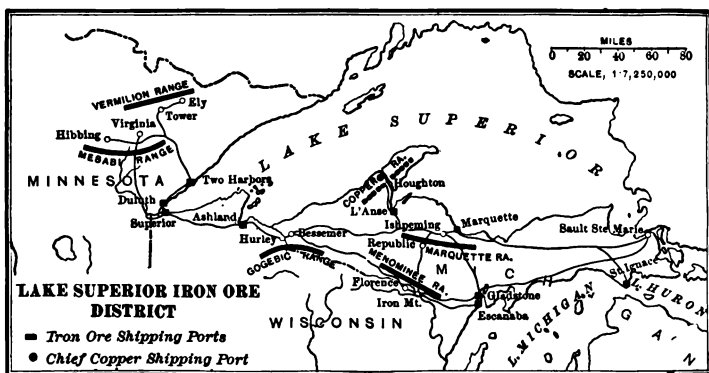 MILES
0 20 40 60 80
SCALE, 1:7,250,000
VERMILION RANGE
Ely
Tower
Virginia
Hibbing
MESABI RANGE
LAKE SUPERIOR
MINNESOTA
Two Harbors
COPPER RA.
Houghton
Duluth
L'Anse
Superior
Ashland
Marquette
Ishpeming
Sault Ste Marie
Hurley
Bessemer
Republic
MARQUETTE RA.
GOGEBIC RANGE
MENOMINEE RA.
M I C H I G A N
St. Ignace
L. HURON
Florence
Gladstone
Iron Mt.
Escanaba
L. MICHIGAN
WISCONSIN
LAKE SUPERIOR IRON ORE
DISTRICT
Iron Ore Shipping Ports
Chief Copper Shipping Port